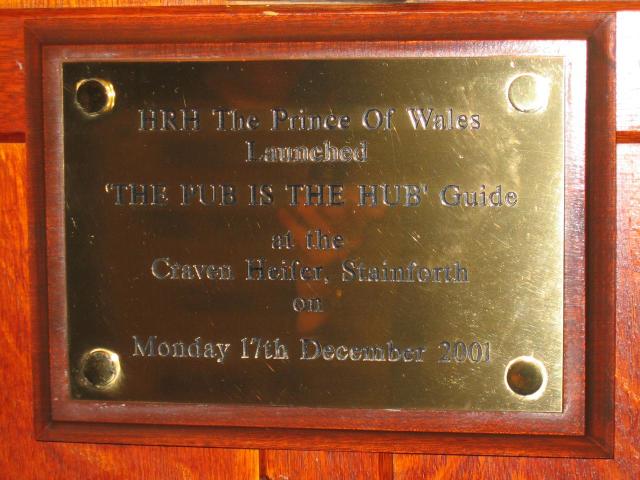 HRH The Prince Of Wales
Launched
'THE PUB IS THE HUB' Guide
at the
Craven Heifer, Stainforth
on
Monday 17th December 2001